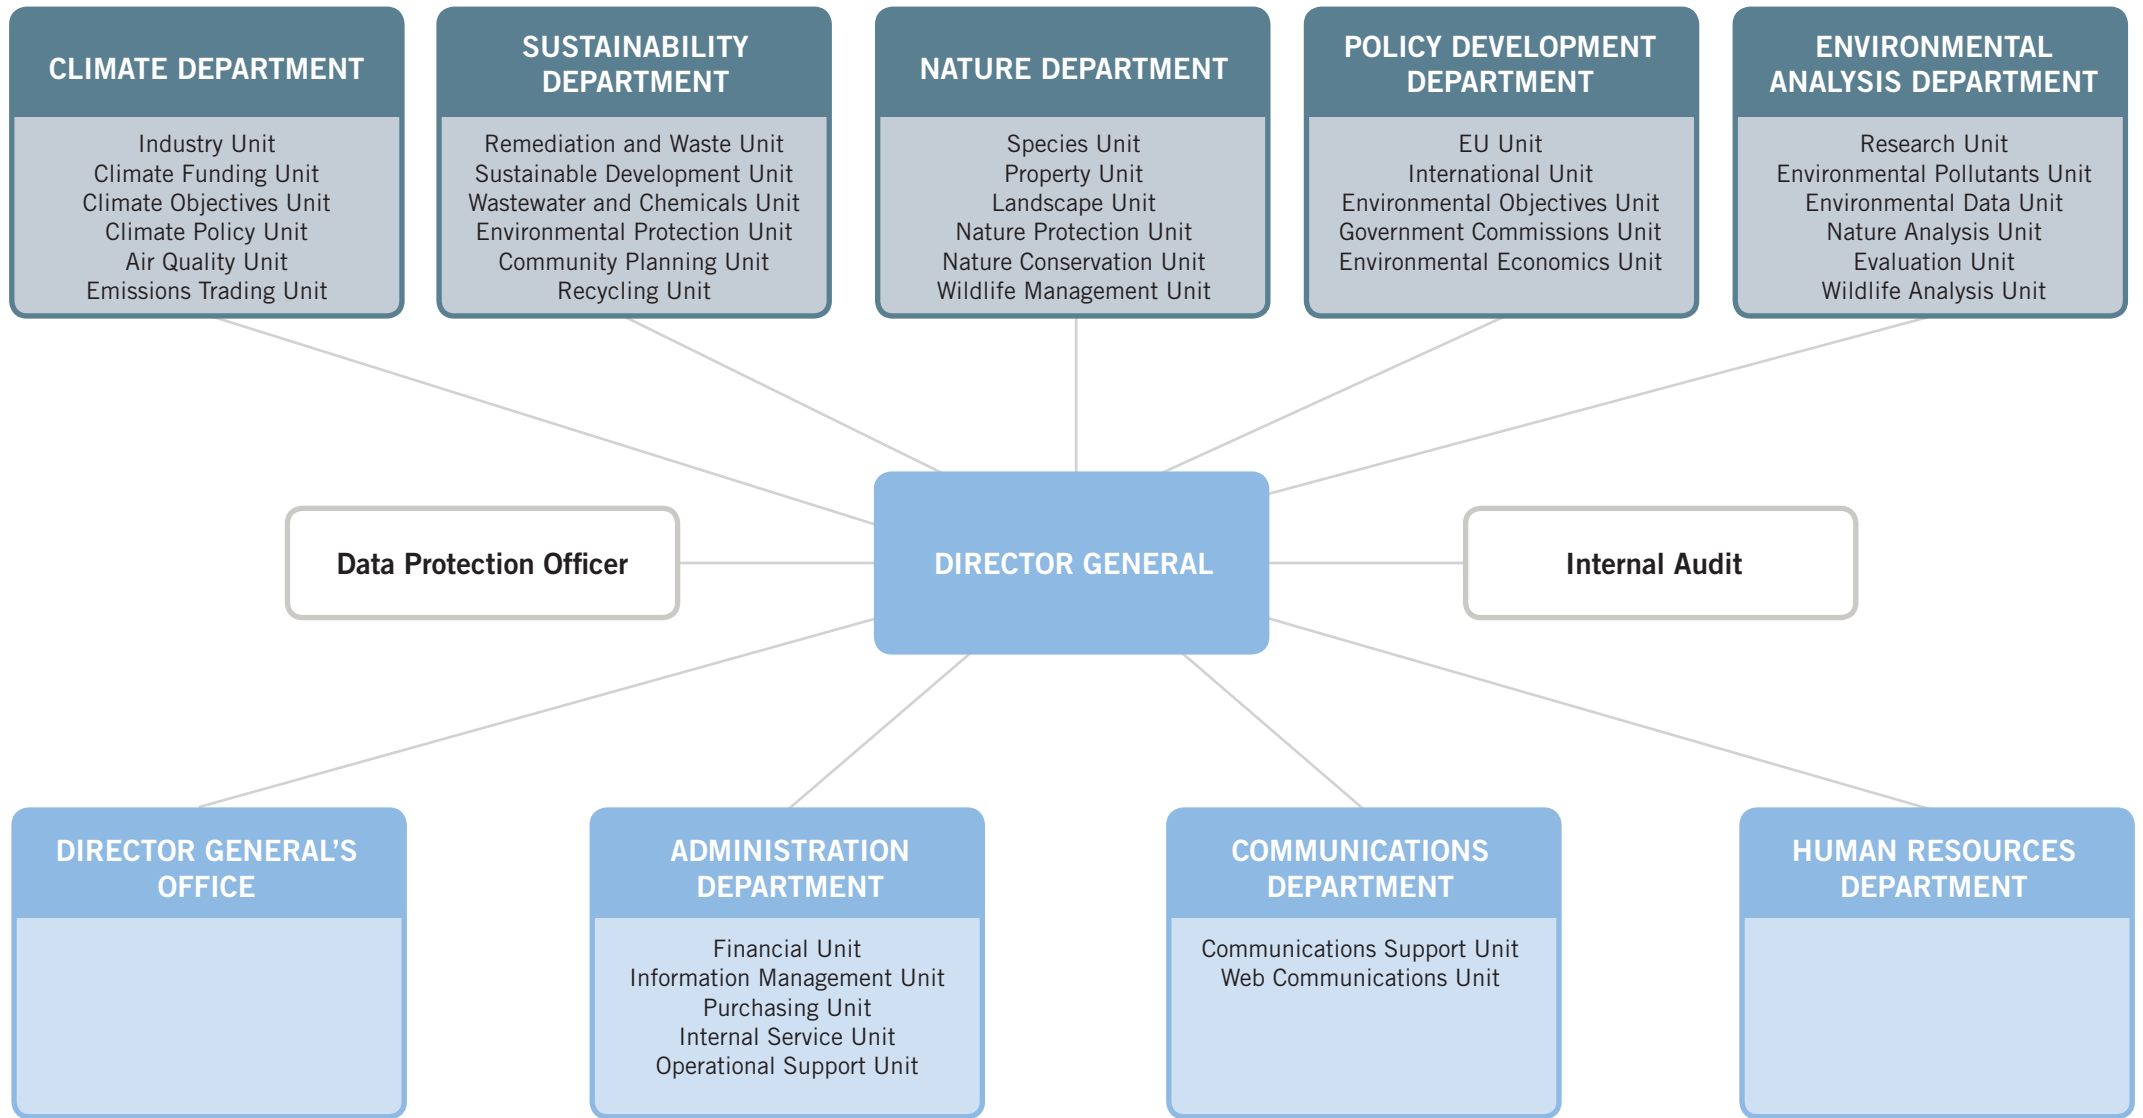 CLIMATE DEPARTMENT
Industry Unit
Climate Funding Unit
Climate Objectives Unit
Climate Policy Unit
Air Quality Unit
Emissions Trading Unit
SUSTAINABILITY
DEPARTMENT
Remediation and Waste Unit
Sustainable Development Unit
Wastewater and Chemicals Unit
Environmental Protection Unit
Community Planning Unit
Recycling Unit
NATURE DEPARTMENT
Species Unit
Property Unit
Landscape Unit
Nature Protection Unit
Nature Conservation Unit
Wildlife Management Unit
POLICY DEVELOPMENT
DEPARTMENT
EU Unit
International Unit
Environmental Objectives Unit
Government Commissions Unit
Environmental Economics Unit
ENVIRONMENTAL
ANALYSIS DEPARTMENT
Research Unit
Environmental Pollutants Unit
Environmental Data Unit
Nature Analysis Unit
Evaluation Unit
Wildlife Analysis Unit
Data Protection Officer
DIRECTOR GENERAL
Internal Audit
DIRECTOR GENERAL’S
OFFICE
ADMINISTRATION
DEPARTMENT
Financial Unit
Information Management Unit
Purchasing Unit
Internal Service Unit
Operational Support Unit
COMMUNICATIONS
DEPARTMENT
Communications Support Unit
Web Communications Unit
HUMAN RESOURCES
DEPARTMENT